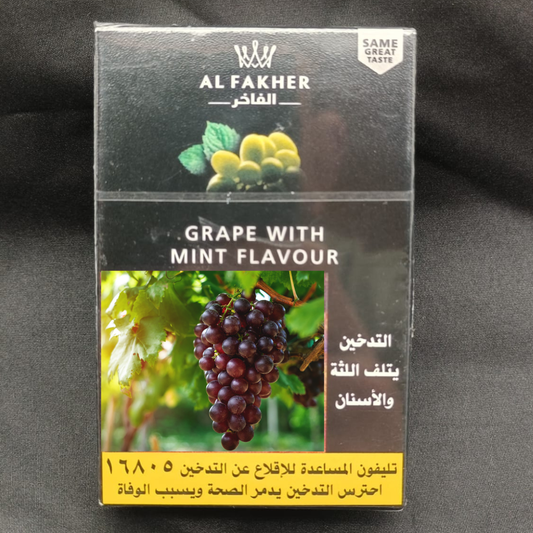 SAME
GREAT
TASTE
AL FAKHER
الفاخر
GRAPE WITH
MINT FLAVOUR
التدخين
يتلف اللثة
والأسنان
تليفون المساعدة للإقلاع عن التدخين ١٦٨٠٥
احترس التدخين يدمر الصحة ويسبب الوفاة